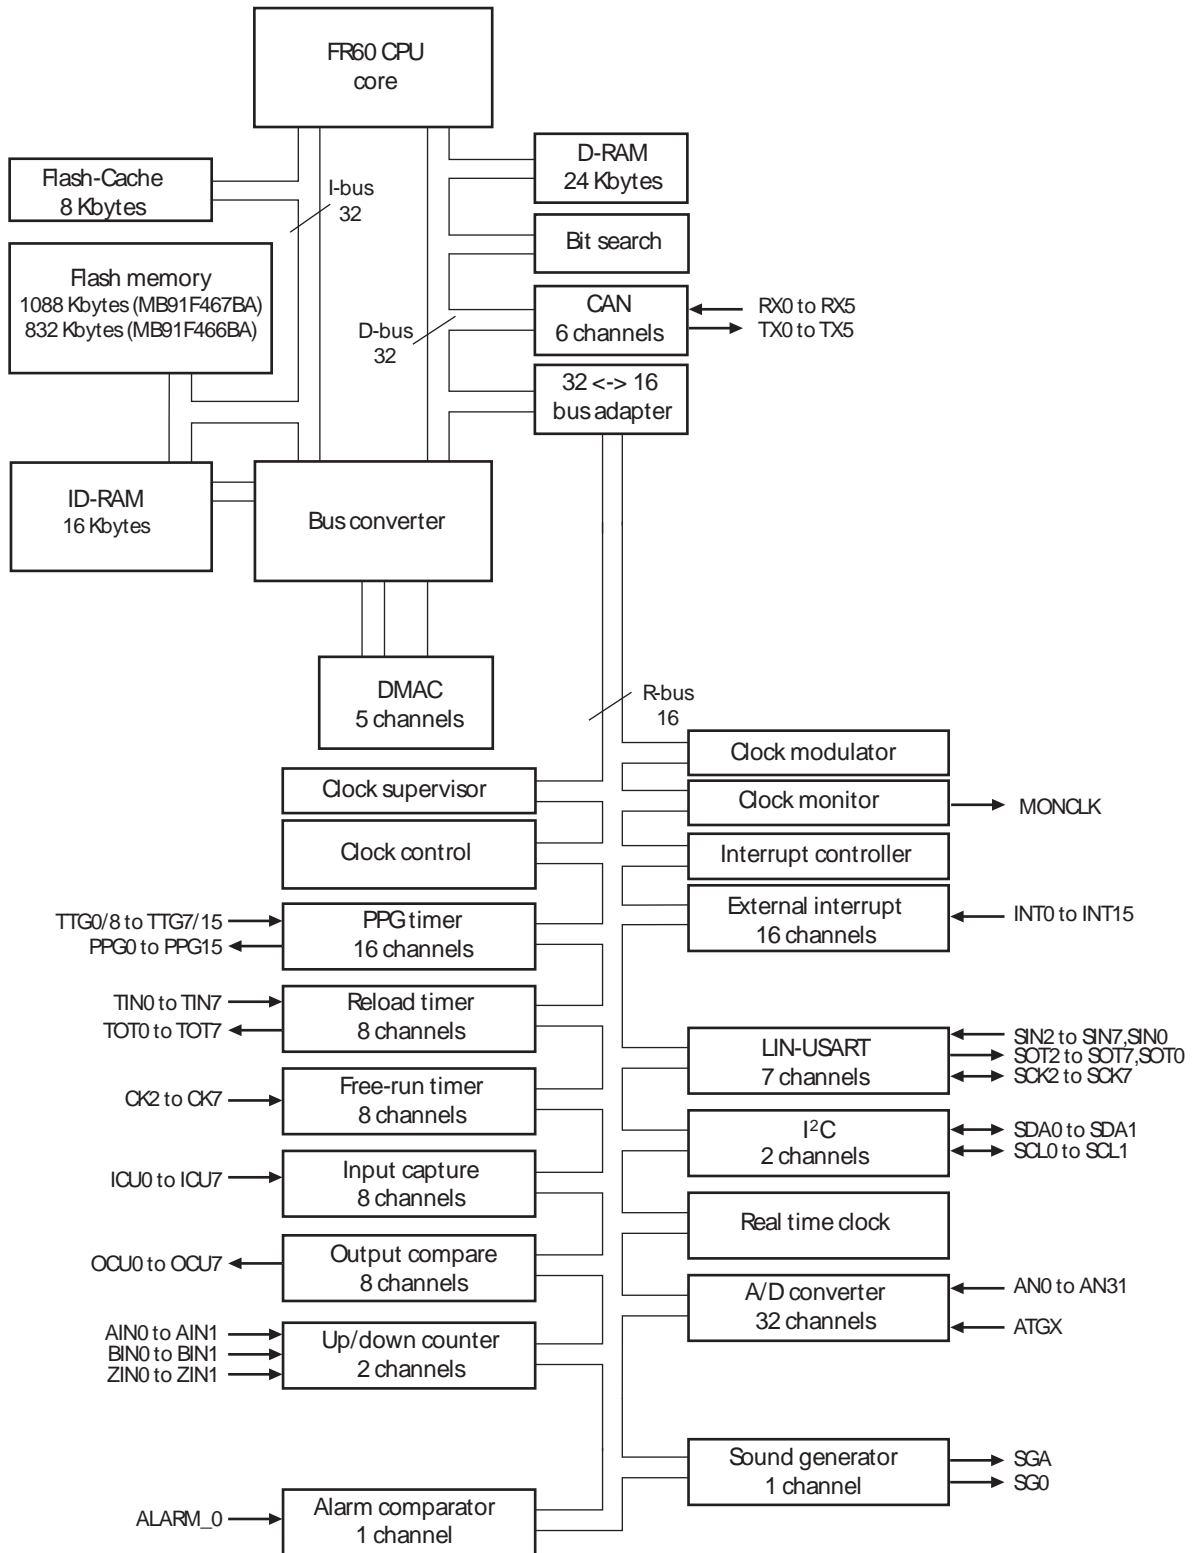 FR60 CPU
core
Flash-Cache
8 Kbytes
I-bus
32
D-RAM
24 Kbytes
Bit search
Flash memory
1088 Kbytes (MB91F467BA)
832 Kbytes (MB91F466BA)
D-bus
32
CAN
6 channels
RX0 to RX5
TX0 to TX5
32 <-> 16
bus adapter
ID-RAM
16 Kbytes
Bus converter
DMAC
5 channels
R-bus
16
Clock modulator
Clock supervisor
Clock monitor
MONCLK
Clock control
Interrupt controller
TTG0/8 to TTG7/15
PPG0 to PPG15
PPG timer
16 channels
External interrupt
16 channels
INT0 to INT15
TIN0 to TIN7
TOT0 to TOT7
Reload timer
8 channels
LIN-USART
7 channels
SIN2 to SIN7,SIN0
SOT2 to SOT7,SOT0
SCK2 to SCK7
CK2 to CK7
Free-run timer
8 channels
I²C
2 channels
SDA0 to SDA1
SCL0 to SCL1
ICU0 to ICU7
Input capture
8 channels
Real time clock
OCU0 to OCU7
Output compare
8 channels
A/D converter
32 channels
AN0 to AN31
ATGX
AIN0 to AIN1
BIN0 to BIN1
ZIN0 to ZIN1
Up/down counter
2 channels
Sound generator
1 channel
SGA
SG0
ALARM_0
Alarm comparator
1 channel